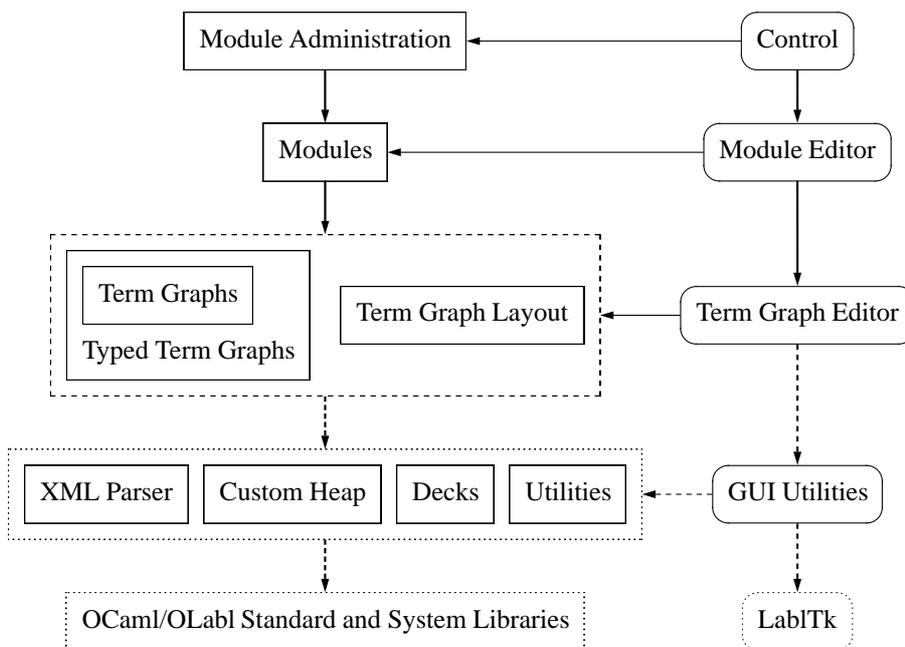 Module Administration
Control
Modules
Module Editor
Term Graphs
Typed Term Graphs
Term Graph Layout
Term Graph Editor
XML Parser
Custom Heap
Decks
Utilities
GUI Utilities
OCaml/OLabl Standard and System Libraries
LablTk